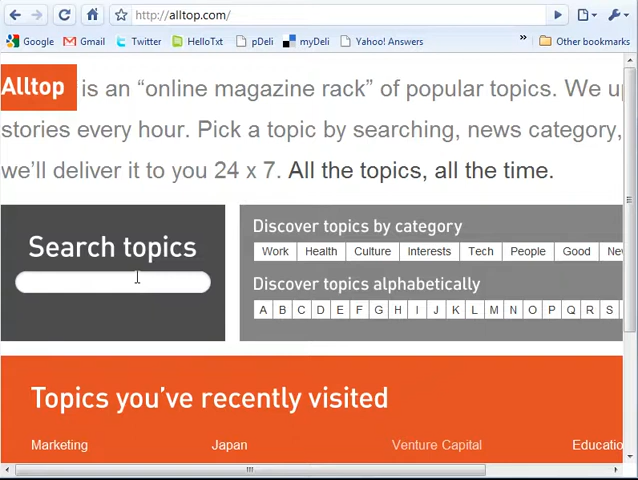 http://alltop.com/
Google Gmail Twitter HelloTxt pDeli myDeli Yahoo! Answers » Other bookmarks
Alltop is an “online magazine rack” of popular topics. We up
stories every hour. Pick a topic by searching, news category,
we’ll deliver it to you 24 x 7. All the topics, all the time.
Search topics
Discover topics by category
Work Health Culture Interests Tech People Good Nev
Discover topics alphabetically
A B C D E F G H I J K L M N O P Q R S
Topics you’ve recently visited
Marketing Japan Venture Capital Educatio